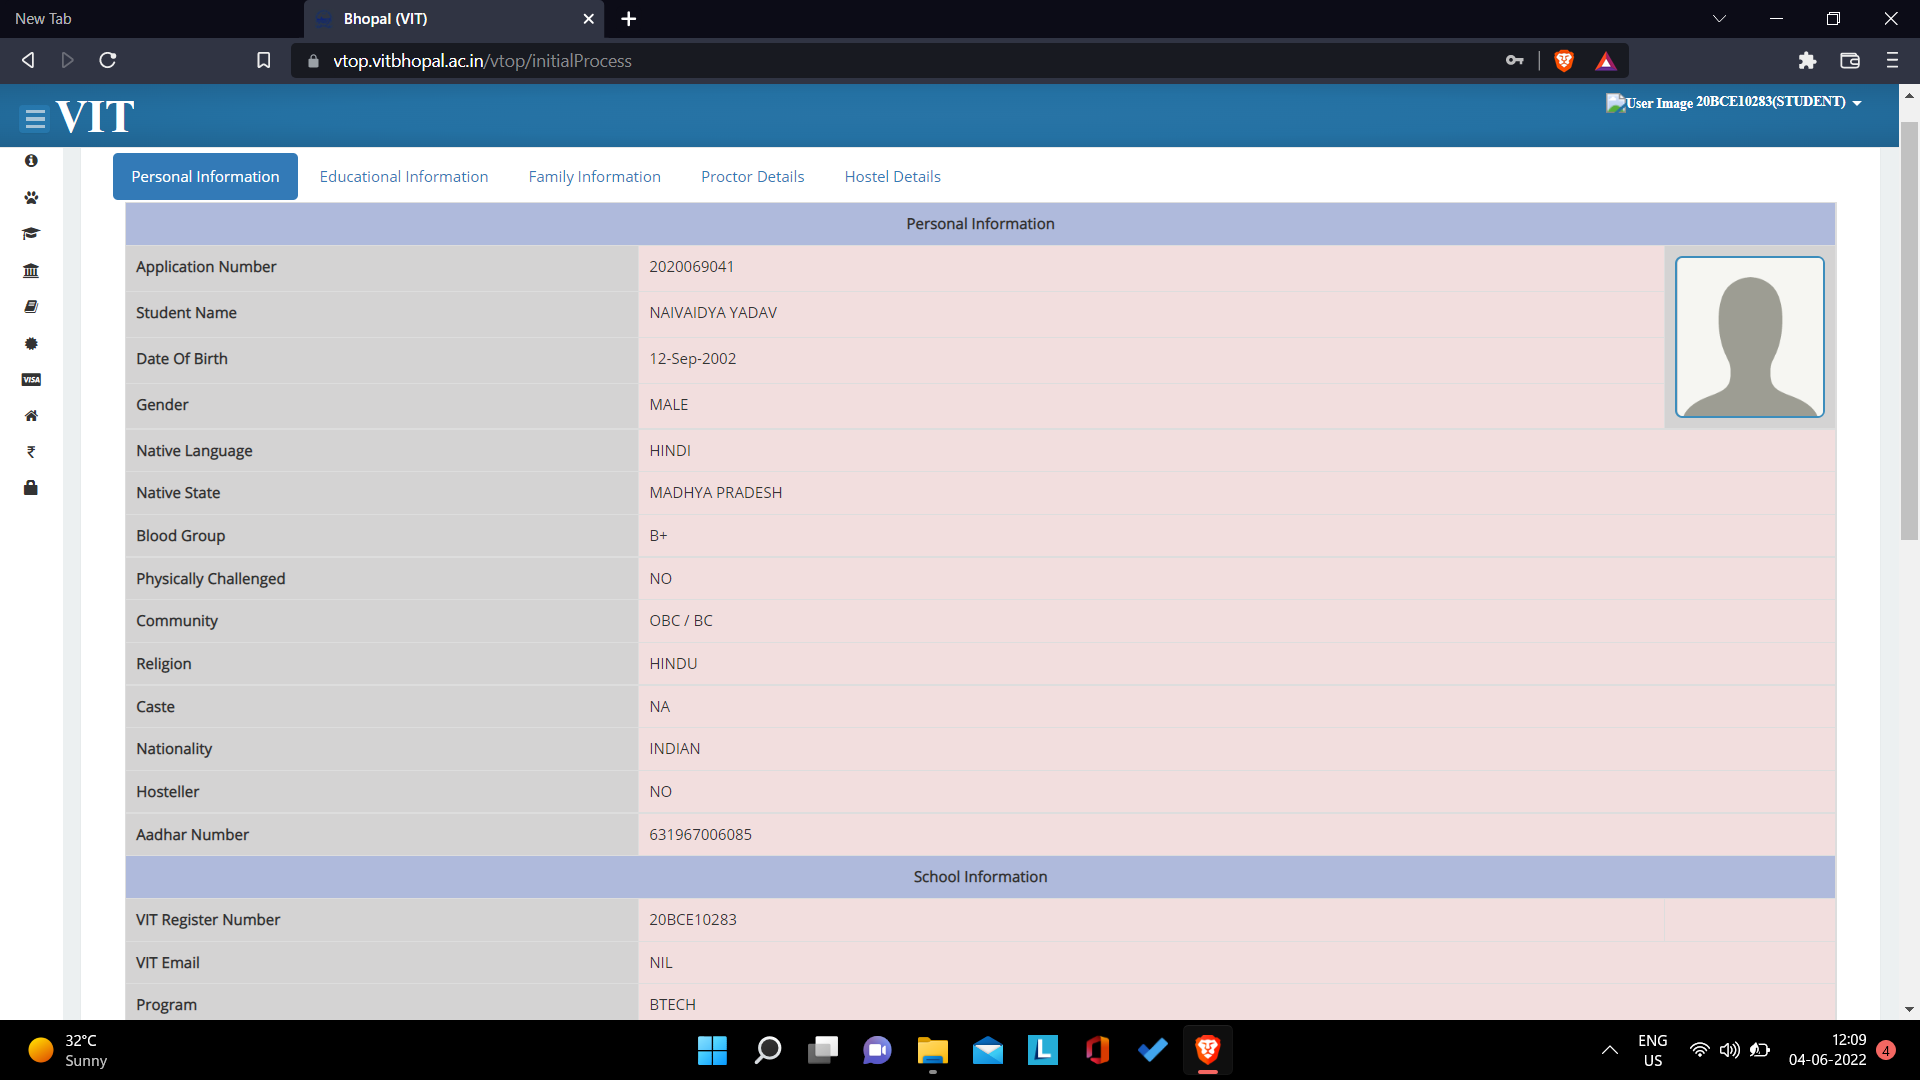 New Tab
Bhopal (VIT)
vtop.vitbhopal.ac.in/vtop/initialProcess
VIT
User Image 20BCE10283(STUDENT)
Personal Information Educational Information Family Information Proctor Details Hostel Details
Personal Information
Application Number 2020069041
Student Name NAIVAIDYA YADAV
Date Of Birth 12-Sep-2002
Gender MALE
Native Language HINDI
Native State MADHYA PRADESH
Blood Group B+
Physically Challenged NO
Community OBC / BC
Religion HINDU
Caste NA
Nationality INDIAN
Hosteller NO
Aadhar Number 631967006085
School Information
VIT Register Number 20BCE10283
VIT Email NIL
Program BTECH
VISA
₹
32°C
Sunny
L
ENG
US
12:09
04-06-2022
4